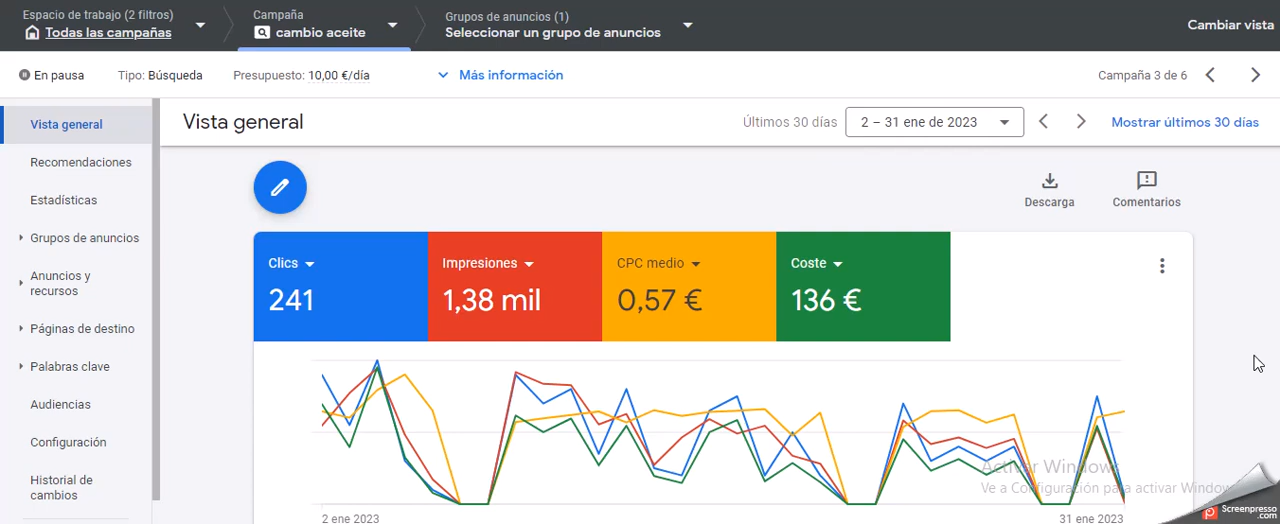 Espacio de trabajo (2 filtros)
Todas las campañas
Campaña
cambio aceite
Grupos de anuncios (1)
Seleccionar un grupo de anuncios
Cambiar vista
En pausa
Tipo: Búsqueda
Presupuesto: 10,00 €/día
Más información
Campaña 3 de 6
Vista general
Recomendaciones
Estadísticas
Grupos de anuncios
Anuncios y
recursos
Páginas de destino
Palabras clave
Audiencias
Configuración
Historial de
cambios
Vista general
Últimos 30 días
2 – 31 ene de 2023
Mostrar últimos 30 días
Descarga
Comentarios
Clics
241
Impresiones
1,38 mil
CPC medio
0,57 €
Coste
136 €
2 ene 2023
31 ene 2023
Activar Windows
Ve a Configuración para activar Windows
Screenpresso
.com